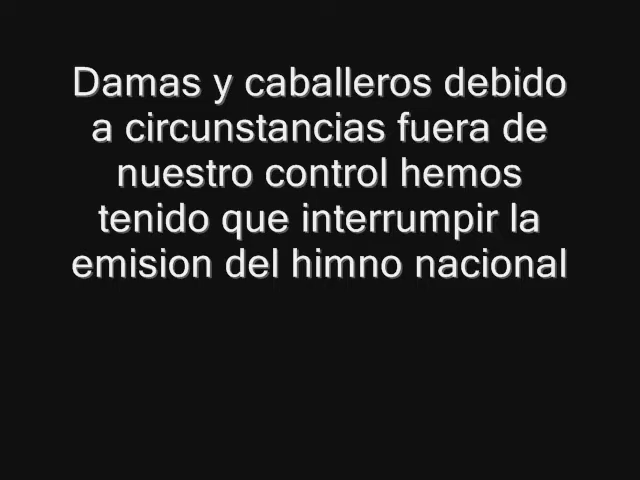 Damas y caballeros debido
a circunstancias fuera de
nuestro control hemos
tenido que interrumpir la
emision del himno nacional